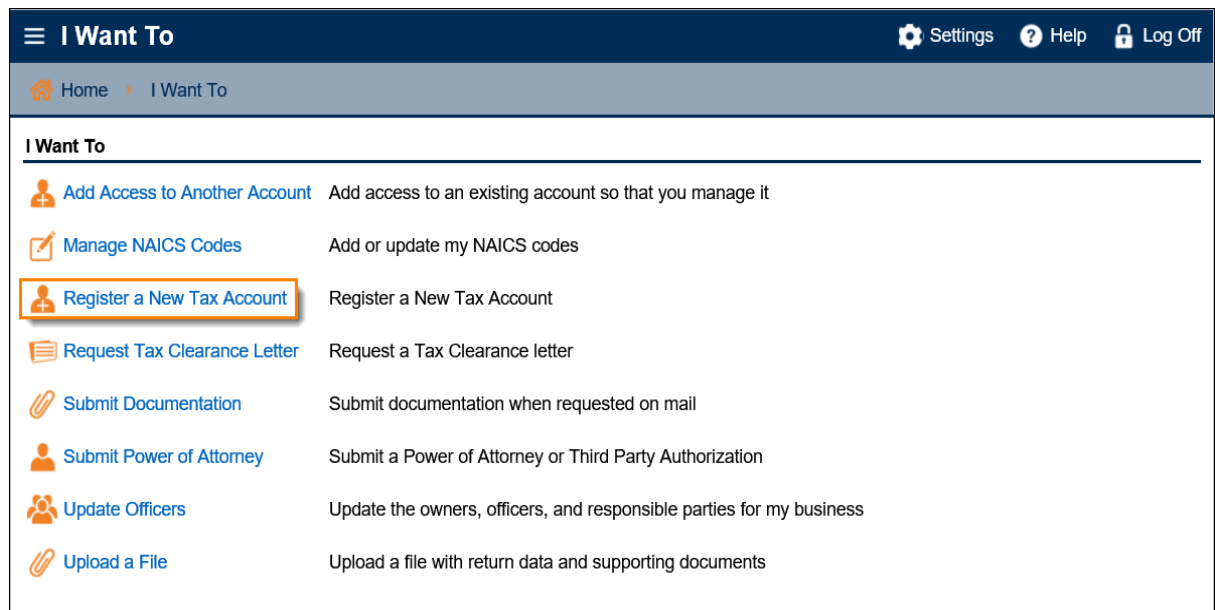 I Want To Settings Help Log Off
Home I Want To
I Want To
Add Access to Another Account Add access to an existing account so that you manage it
Manage NAICS Codes Add or update my NAICS codes
Register a New Tax Account Register a New Tax Account
Request Tax Clearance Letter Request a Tax Clearance letter
Submit Documentation Submit documentation when requested on mail
Submit Power of Attorney Submit a Power of Attorney or Third Party Authorization
Update Officers Update the owners, officers, and responsible parties for my business
Upload a File Upload a file with return data and supporting documents